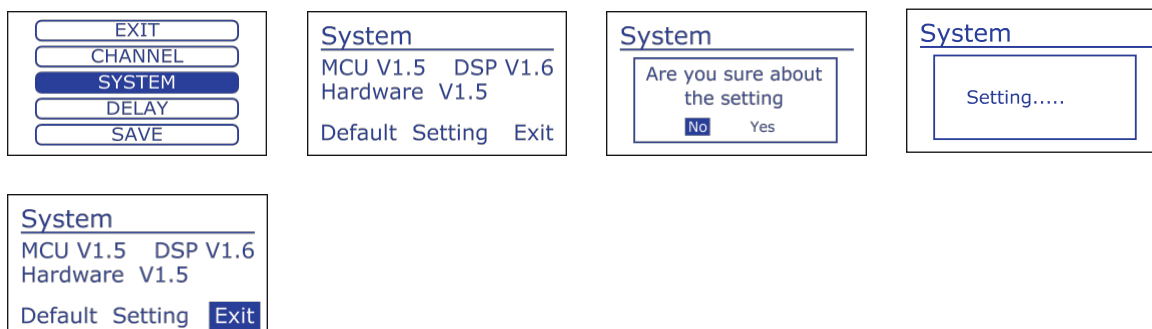 EXIT
CHANNEL
SYSTEM
DELAY
SAVE
System
MCU V1.5 DSP V1.6
Hardware V1.5
Default Setting Exit
System
Are you sure about
the setting
No Yes
System
Setting.....
System
MCU V1.5 DSP V1.6
Hardware V1.5
Default Setting Exit